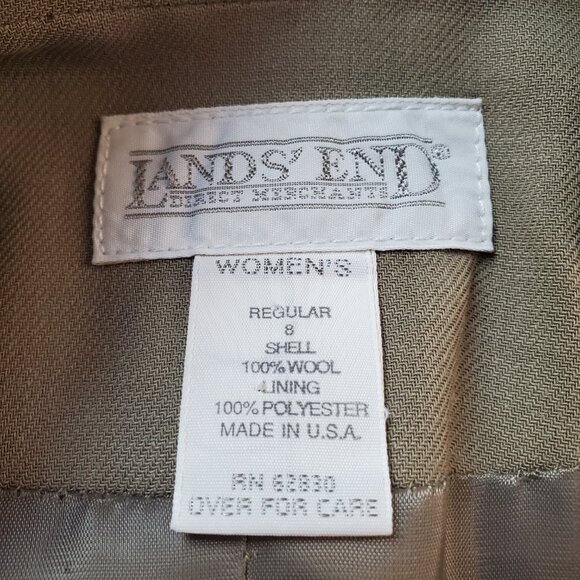 LANDS' END®
DIRECT MERCHANTS
WOMEN'S
REGULAR
8
SHELL
100% WOOL
LINING
100% POLYESTER
MADE IN U.S.A.
RN 62830
OVER FOR CARE